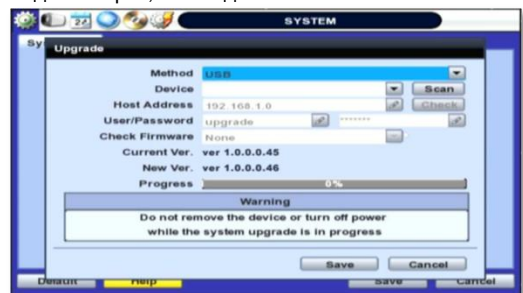 22 SYSTEM
Sy
Upgrade
Method USB
Device Scan
Host Address 192.168.1.0 Check
User/Password upgrade *******
Check Firmware None
Current Ver. ver 1.0.0.0.45
New Ver. ver 1.0.0.0.46
Progress 0%
Warning
Do not remove the device or turn off power
while the system upgrade is in progress
Save Cancel
Default Help Save Cancel